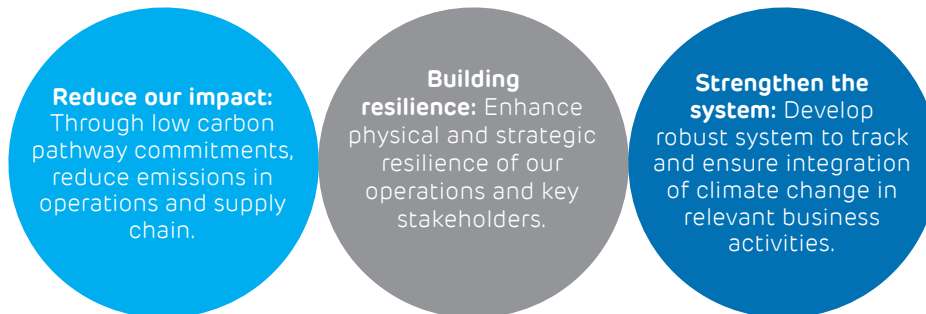 Reduce our impact:
Through low carbon
pathway commitments,
reduce emissions in
operations and supply
chain.
Building
resilience: Enhance
physical and strategic
resilience of our
operations and key
stakeholders.
Strengthen the
system: Develop
robust system to track
and ensure integration
of climate change in
relevant business
activities.